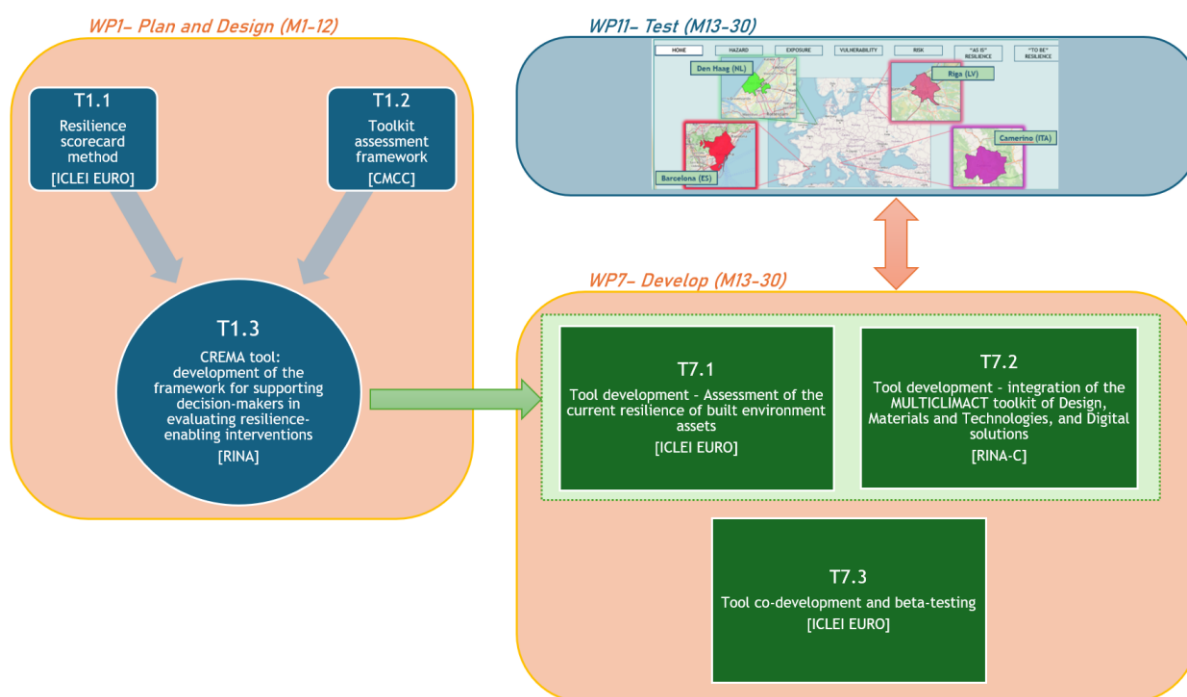 WP1– Plan and Design (M1-12)
T1.1
Resilience
scorecard
method
[ICLEI EURO]
T1.2
Toolkit
assessment
framework
[CMCC]
T1.3
CREMA tool:
development of the
framework for supporting
decision-makers in
evaluating resilience-
enabling interventions
[RINA]
WP11– Test (M13-30)
HOME
HAZARD
EXPOSURE
VULNERABILITY
RISK
"AS IS"
RESILIENCE
"TO BE"
RESILIENCE
Den Haag (NL)
Riga (LV)
Barcelona (ES)
Camerino (ITA)
WP7– Develop (M13-30)
T7.1
Tool development – Assessment of the
current resilience of built environment
assets
[ICLEI EURO]
T7.2
Tool development – integration of the
MULTICLIMACT toolkit of Design,
Materials and Technologies, and Digital
solutions
[RINA-C]
T7.3
Tool co-development and beta-testing
[ICLEI EURO]